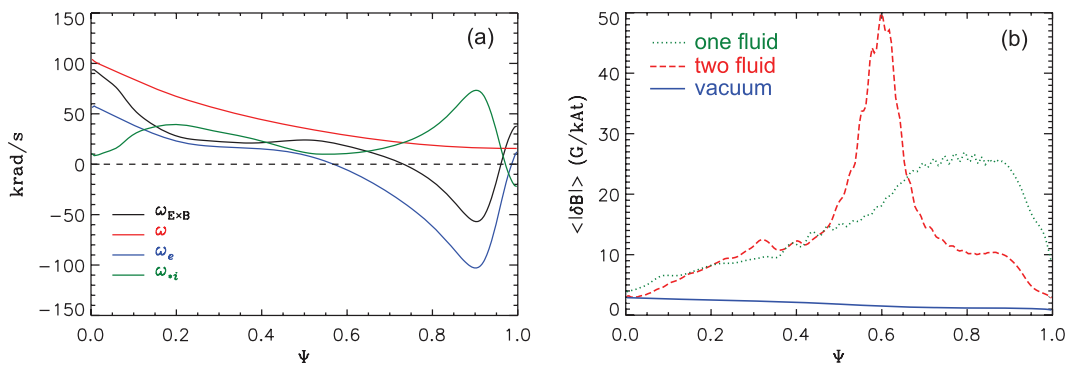 (a)
150
100
50
0
−50
−100
−150
krad/s
ω_E×B
ω
ω_e
ω_*i
0.0 0.2 0.4 0.6 0.8 1.0
Ψ
(b)
one fluid
two fluid
vacuum
50
40
30
20
10
0
<|δB|> (G/kAt)
0.0 0.2 0.4 0.6 0.8 1.0
Ψ